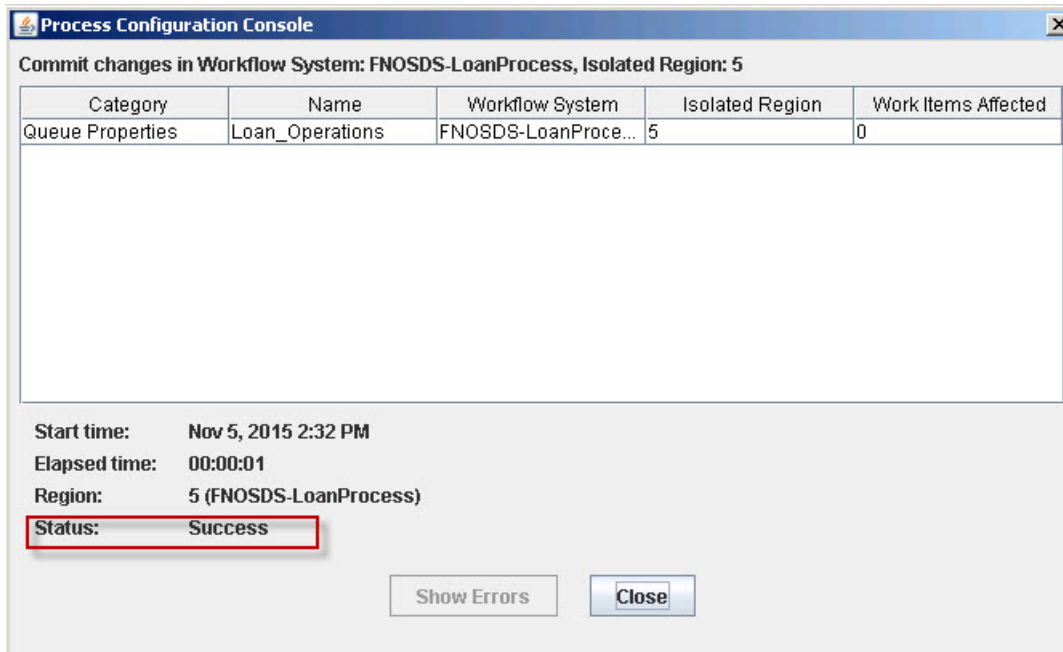 Process Configuration Console
Commit changes in Workflow System: FNOSDS-LoanProcess, Isolated Region: 5
Category Name Workflow System Isolated Region Work Items Affected
Queue Properties Loan_Operations FNOSDS-LoanProce... 5 0
Start time: Nov 5, 2015 2:32 PM
Elapsed time: 00:00:01
Region: 5 (FNOSDS-LoanProcess)
Status: Success
Show Errors Close